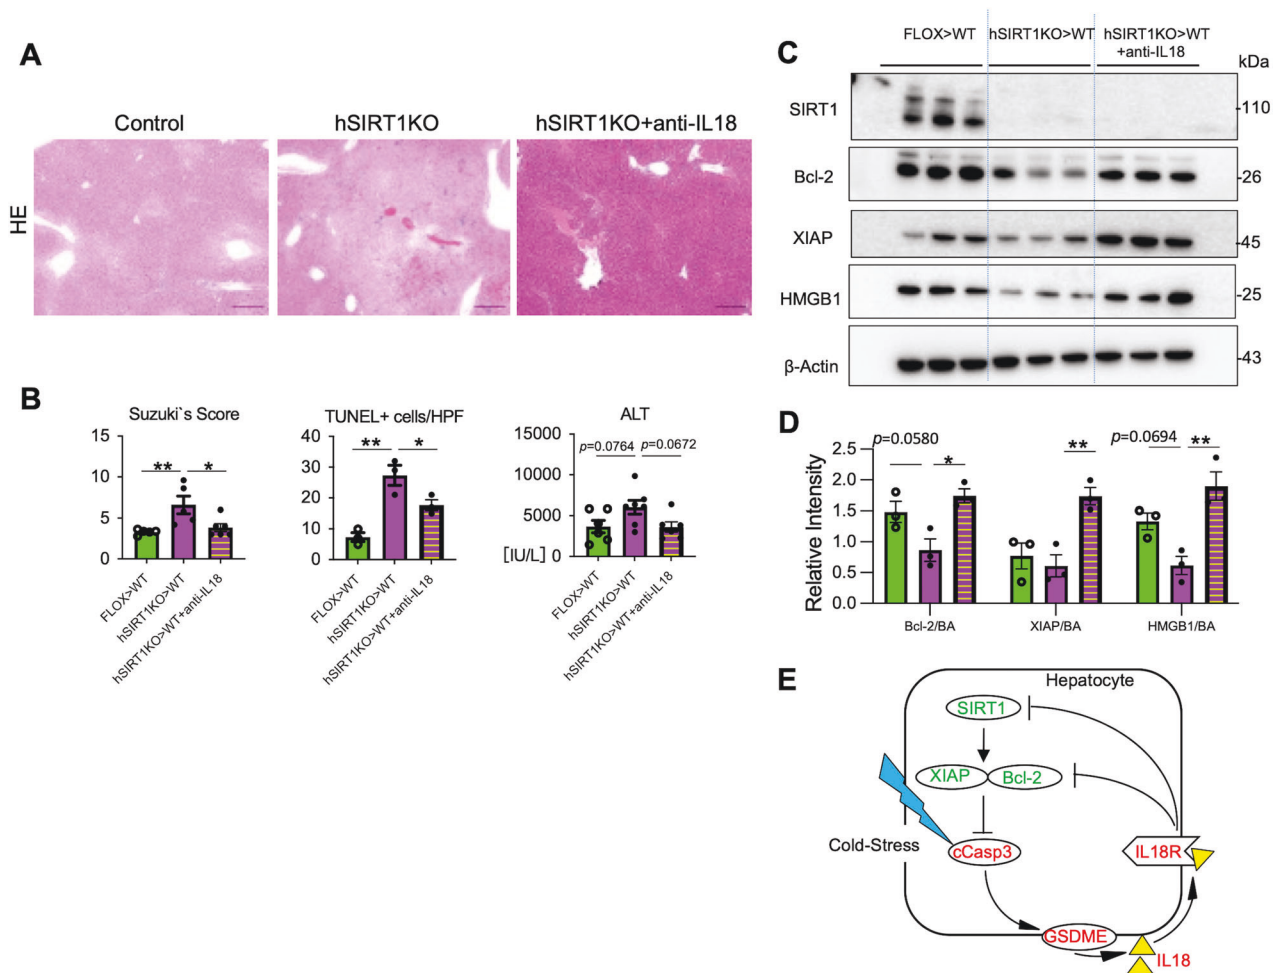 A
Control
hSIRT1KO
hSIRT1KO+anti-IL18
HE
B
Suzuki`s Score
15
10
5
0
**
*
FLOX>WT
hSIRT1KO>WT
hSIRT1KO>WT+anti-IL18
TUNEL+ cells/HPF
40
30
20
10
0
**
*
FLOX>WT
hSIRT1KO>WT
hSIRT1KO>WT+anti-IL18
ALT
15000
10000
5000
0
[IU/L]
p=0.0764
p=0.0672
FLOX>WT
hSIRT1KO>WT
hSIRT1KO>WT+anti-IL18
C
FLOX>WT
hSIRT1KO>WT
hSIRT1KO>WT
+anti-IL18
kDa
SIRT1
-110
Bcl-2
-26
XIAP
-45
HMGB1
-25
β-Actin
-43
D
Relative Intensity
2.5
2.0
1.5
1.0
0.5
0.0
p=0.0580
*
**
p=0.0694
**
Bcl-2/BA
XIAP/BA
HMGB1/BA
E
Hepatocyte
SIRT1
XIAP
Bcl-2
Cold-Stress
cCasp3
IL18R
GSDME
IL18